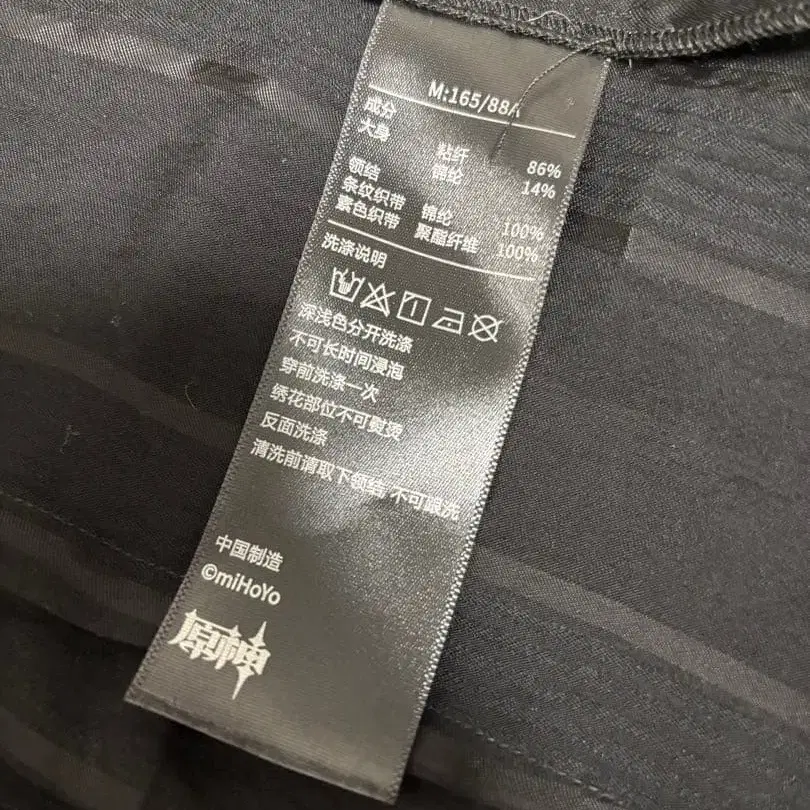 M:165/88A
成分
大身 粘纤 86%
锦纶 14%
领结
条纹织带 锦纶 100%
素色织带 聚酯纤维 100%
洗涤说明
深浅色分开洗涤
不可长时间浸泡
穿前洗涤一次
绣花部位不可熨烫
反面洗涤
清洗前请取下领结 不可跟洗
中国制造
©miHoYo
原神